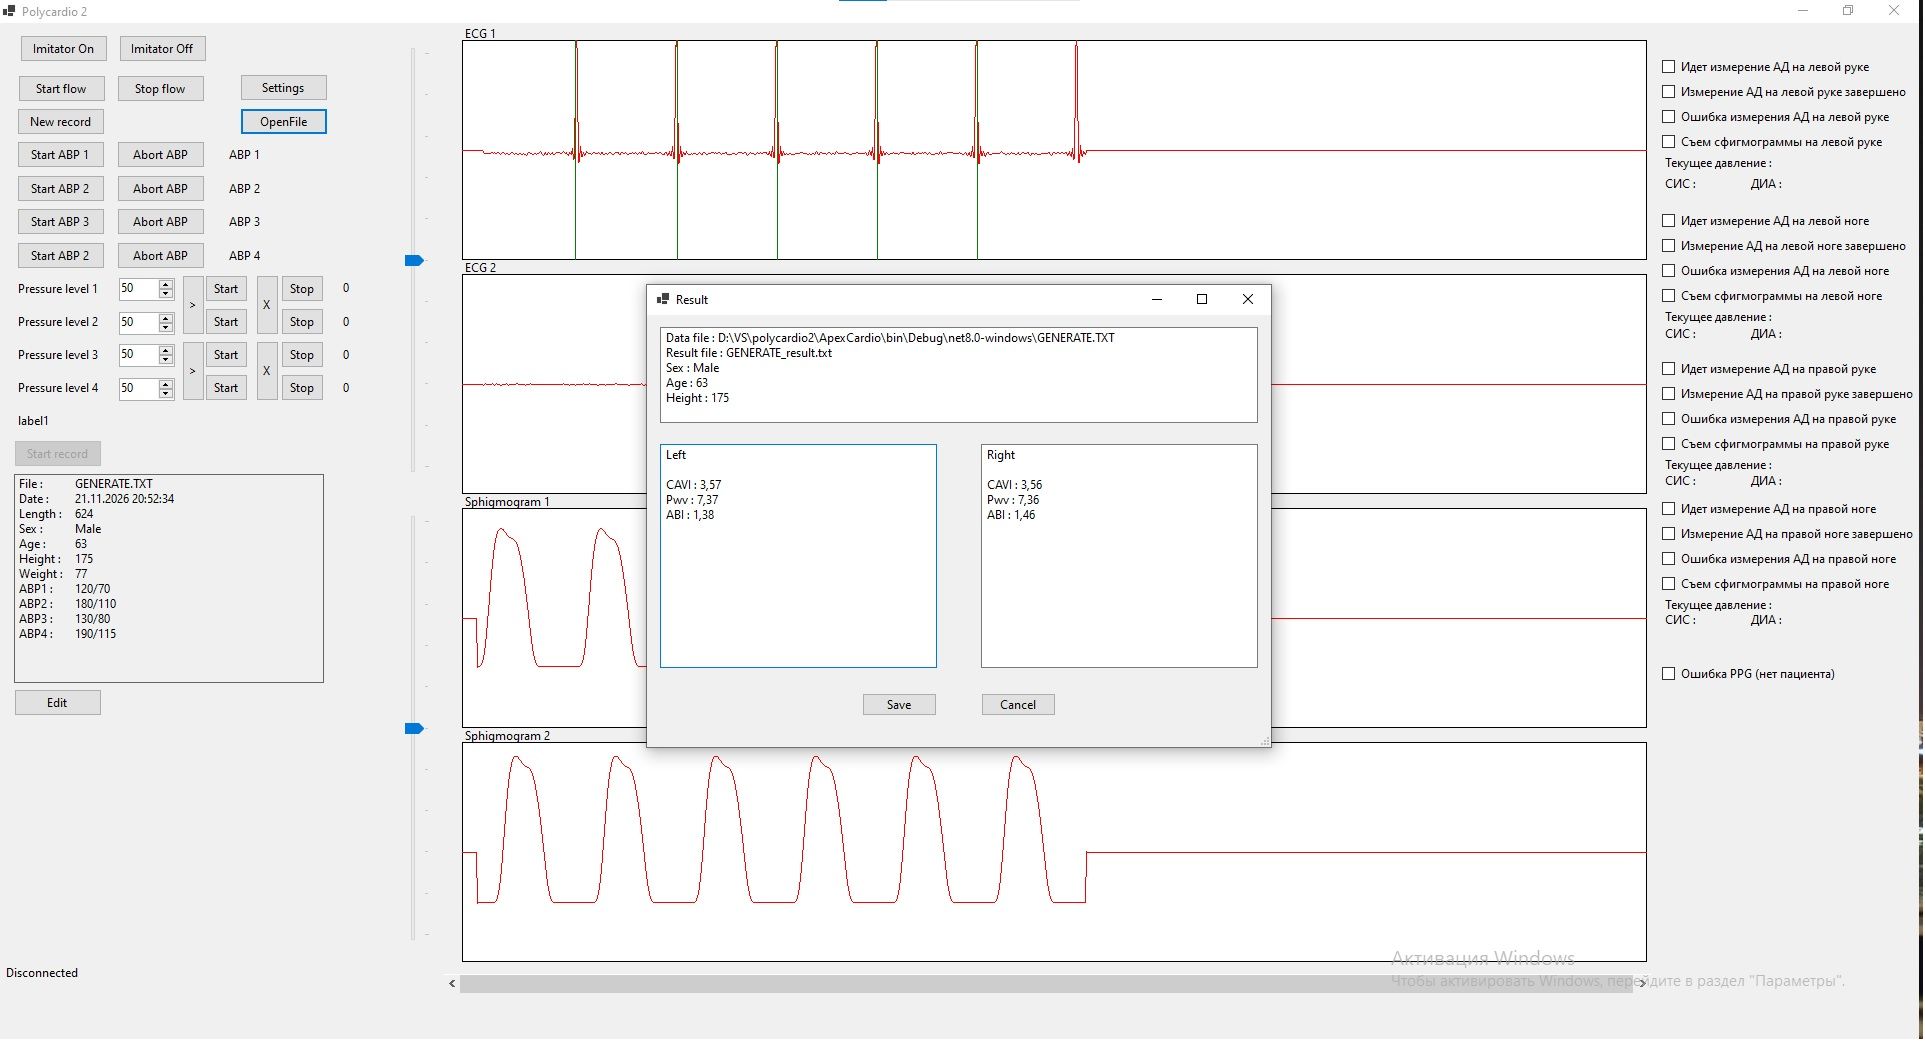 Polycardio 2
Imitator On
Imitator Off
Start flow
Stop flow
Settings
New record
OpenFile
Start ABP 1
Abort ABP
ABP 1
Start ABP 2
Abort ABP
ABP 2
Start ABP 3
Abort ABP
ABP 3
Start ABP 2
Abort ABP
ABP 4
Pressure level 1
50
>
Start
X
Stop
0
Pressure level 2
50
Start
Stop
0
Pressure level 3
50
>
Start
X
Stop
0
Pressure level 4
50
Start
Stop
0
label1
Start record
File : GENERATE.TXT
Date : 21.11.2026 20:52:34
Length : 624
Sex : Male
Age : 63
Height : 175
Weight : 77
ABP1 : 120/70
ABP2 : 180/110
ABP3 : 130/80
ABP4 : 190/115
Edit
Disconnected
ECG 1
ECG 2
Sphigmogram 1
Sphigmogram 2
Result
Data file : D:\VS\polycardio2\ApexCardio\bin\Debug\net8.0-windows\GENERATE.TXT
Result file : GENERATE_result.txt
Sex : Male
Age : 63
Height : 175
Left
CAVI : 3,57
Pwv : 7,37
ABI : 1,38
Right
CAVI : 3,56
Pwv : 7,36
ABI : 1,46
Save
Cancel
Идет измерение АД на левой руке
Измерение АД на левой руке завершено
Ошибка измерения АД на левой руке
Съем сфигмограммы на левой руке
Текущее давление :
СИС : ДИА :
Идет измерение АД на левой ноге
Измерение АД на левой ноге завершено
Ошибка измерения АД на левой ноге
Съем сфигмограммы на левой ноге
Текущее давление :
СИС : ДИА :
Идет измерение АД на правой руке
Измерение АД на правой руке завершено
Ошибка измерения АД на правой руке
Съем сфигмограммы на правой руке
Текущее давление :
СИС : ДИА :
Идет измерение АД на правой ноге
Измерение АД на правой ноге завершено
Ошибка измерения АД на правой ноге
Съем сфигмограммы на правой ноге
Текущее давление :
СИС : ДИА :
Ошибка PPG (нет пациента)
Активация Windows
Чтобы активировать Windows, перейдите в раздел "Параметры".